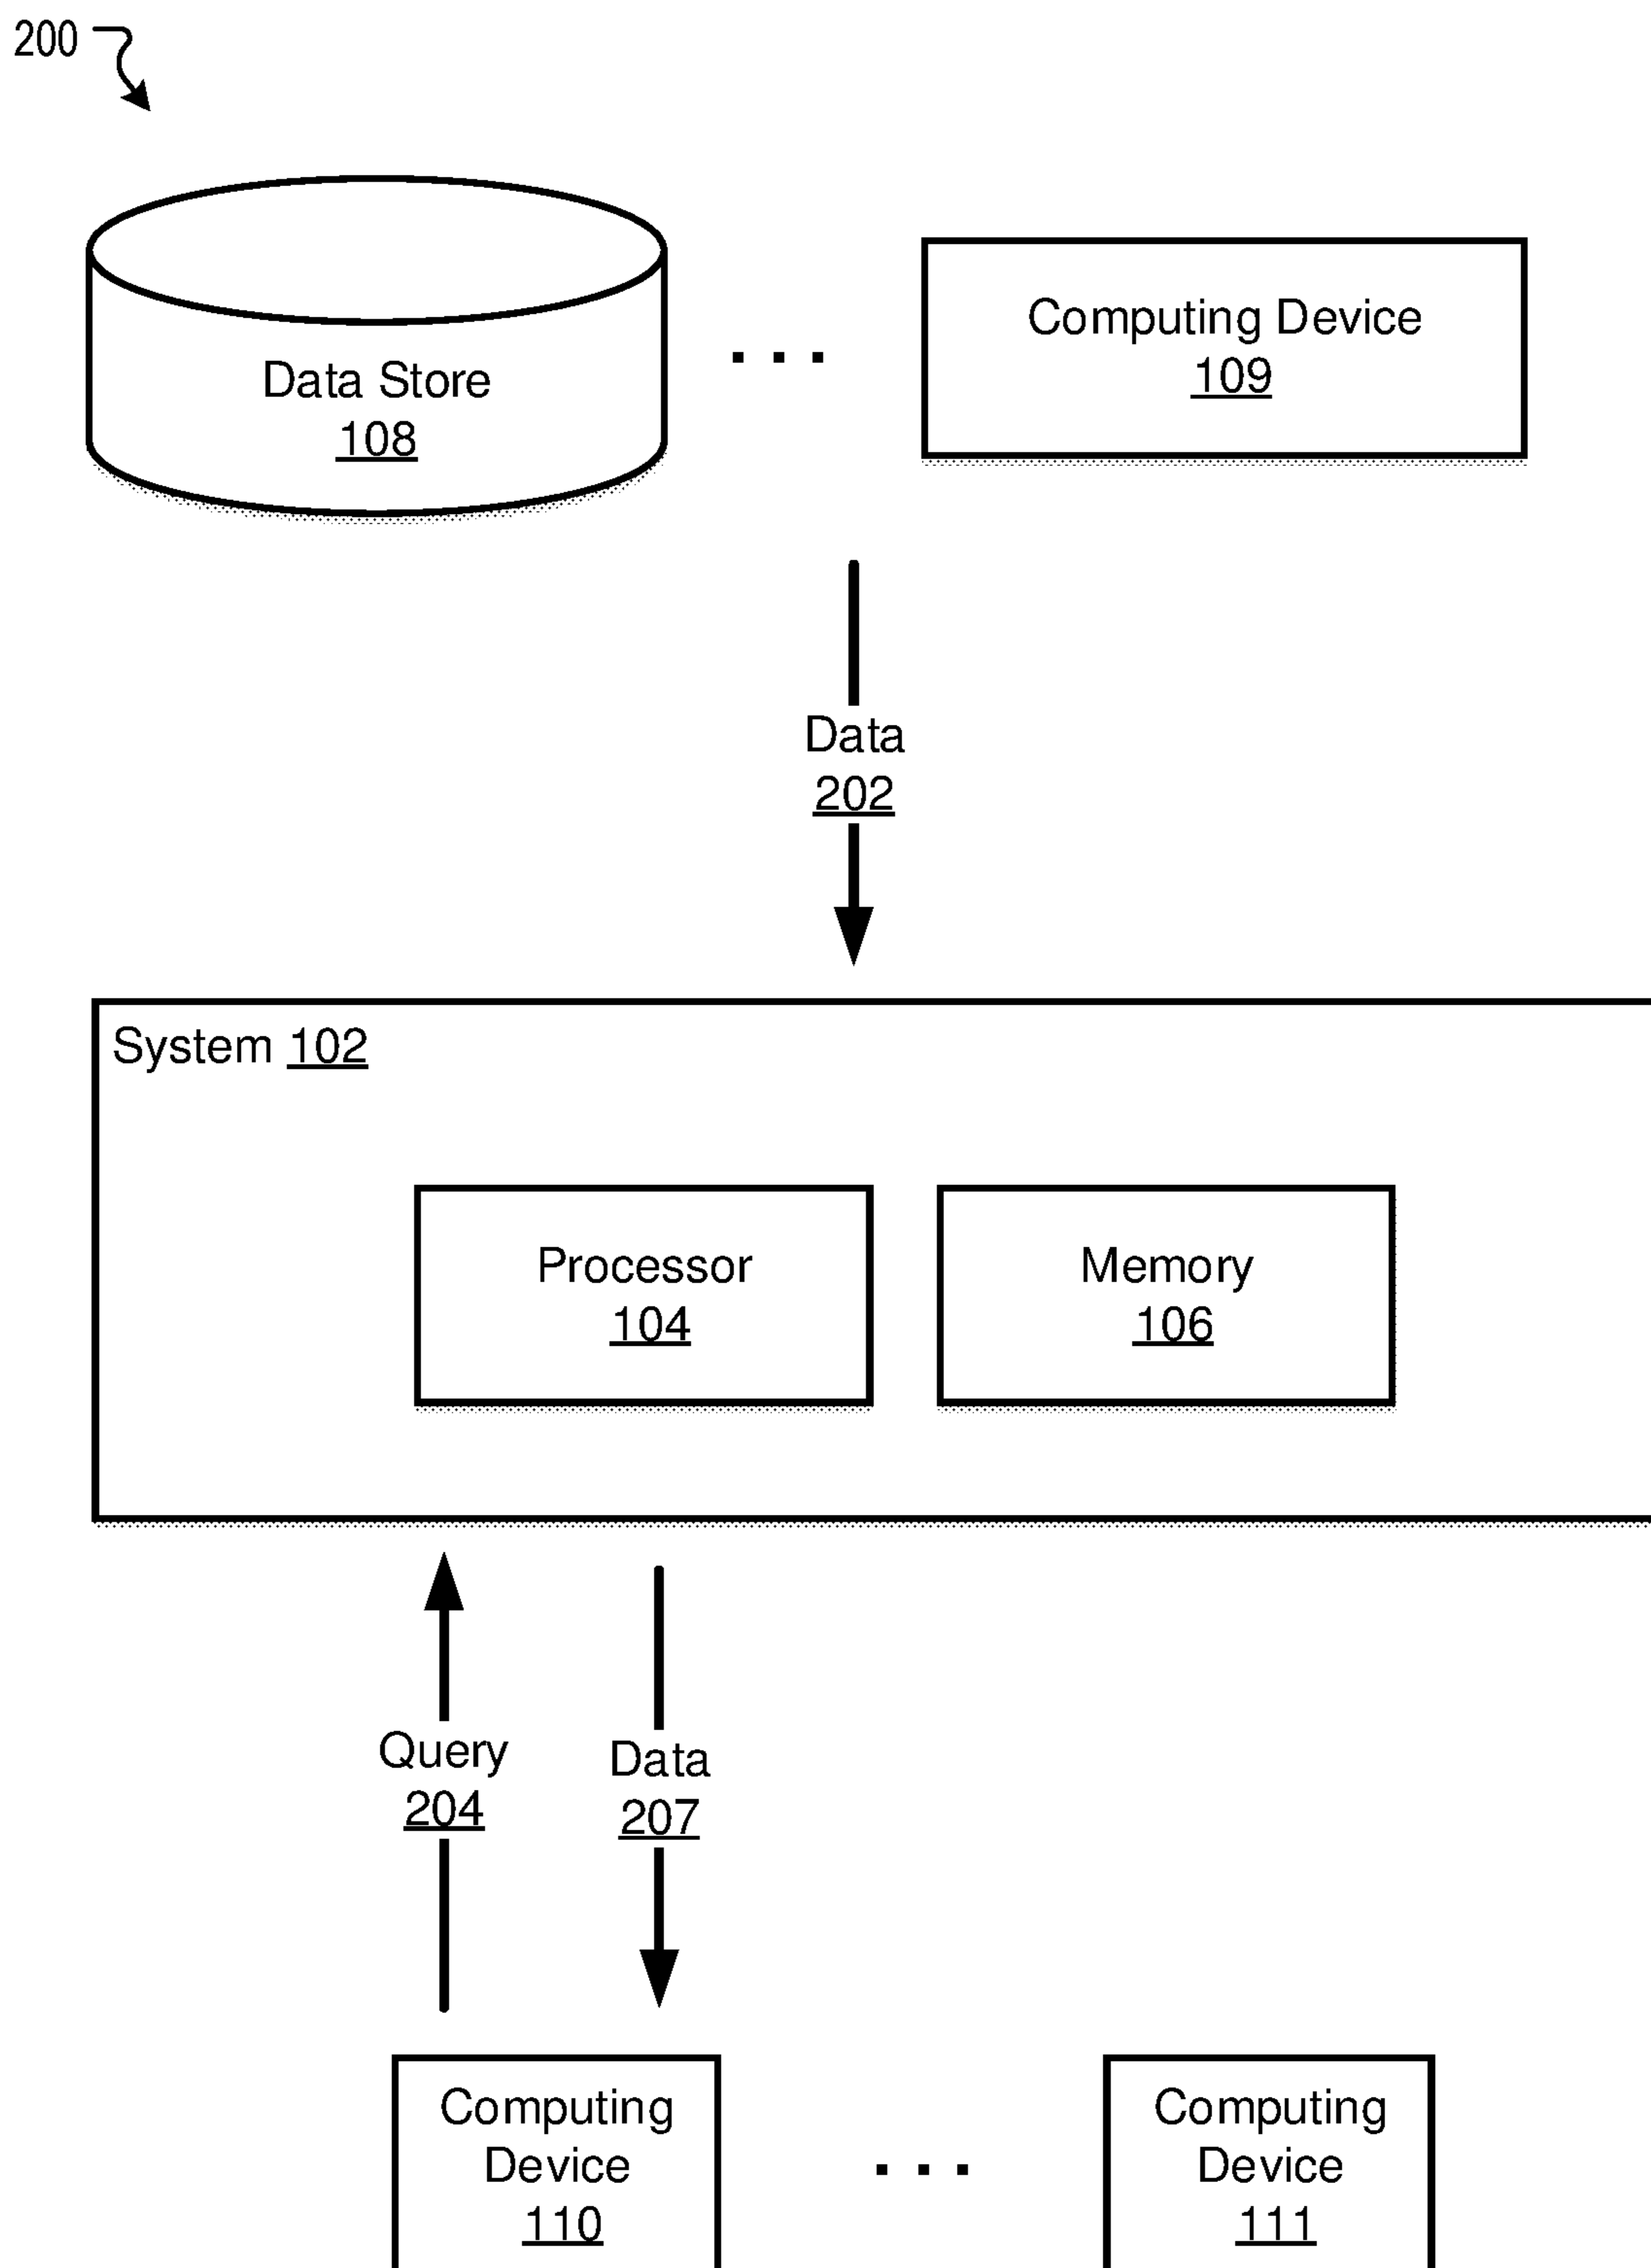 200
Data Store
108
. . .
Computing Device
109
Data
202
System 102
Processor
104
Memory
106
Query
204
Data
207
Computing
Device
110
. . .
Computing
Device
111